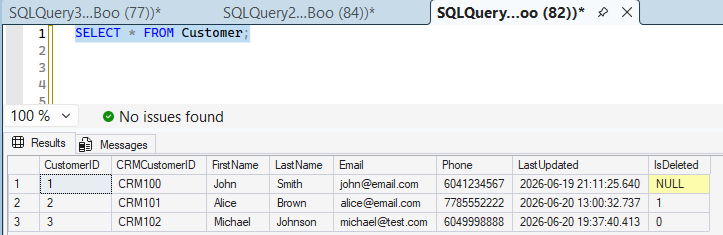 SQLQuery3...Boo (77))* SQLQuery2...Boo (84))* SQLQuery...oo (82))*
1 SELECT * FROM Customer;
2
3
4
5
100 % No issues found
Results Messages
CustomerID CRMCustomerID FirstName LastName Email Phone LastUpdated IsDeleted
1 1 CRM100 John Smith john@email.com 6041234567 2026-06-19 21:11:25.640 NULL
2 2 CRM101 Alice Brown alice@email.com 7785552222 2026-06-20 13:00:32.737 1
3 3 CRM102 Michael Johnson michael@test.com 6049998888 2026-06-20 19:37:40.413 0